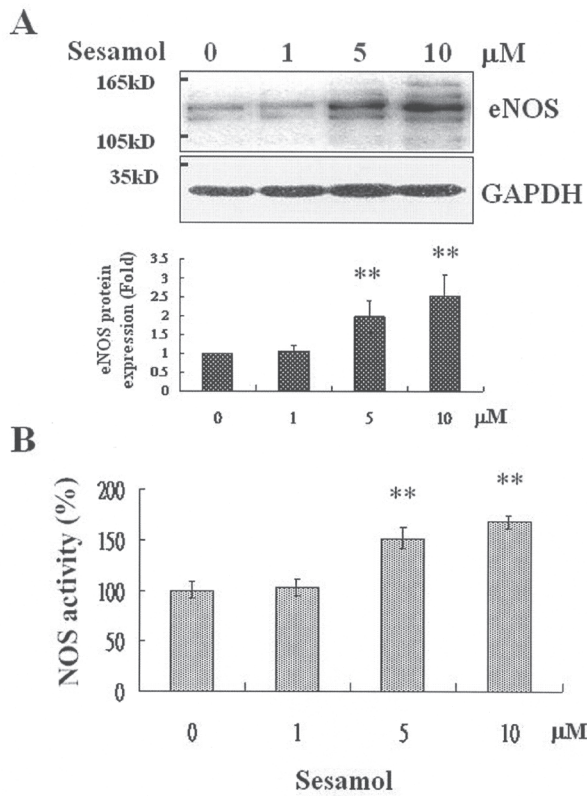 A
Sesamol 0 1 5 10 μM
165kD
eNOS
105kD
35kD
GAPDH
eNOS protein
expression (Fold)
3.5
3
2.5
2
1.5
1
0.5
0
** **
0 1 5 10 μM
B
NOS activity (%)
200
150
100
50
0
** **
0 1 5 10 μM
Sesamol